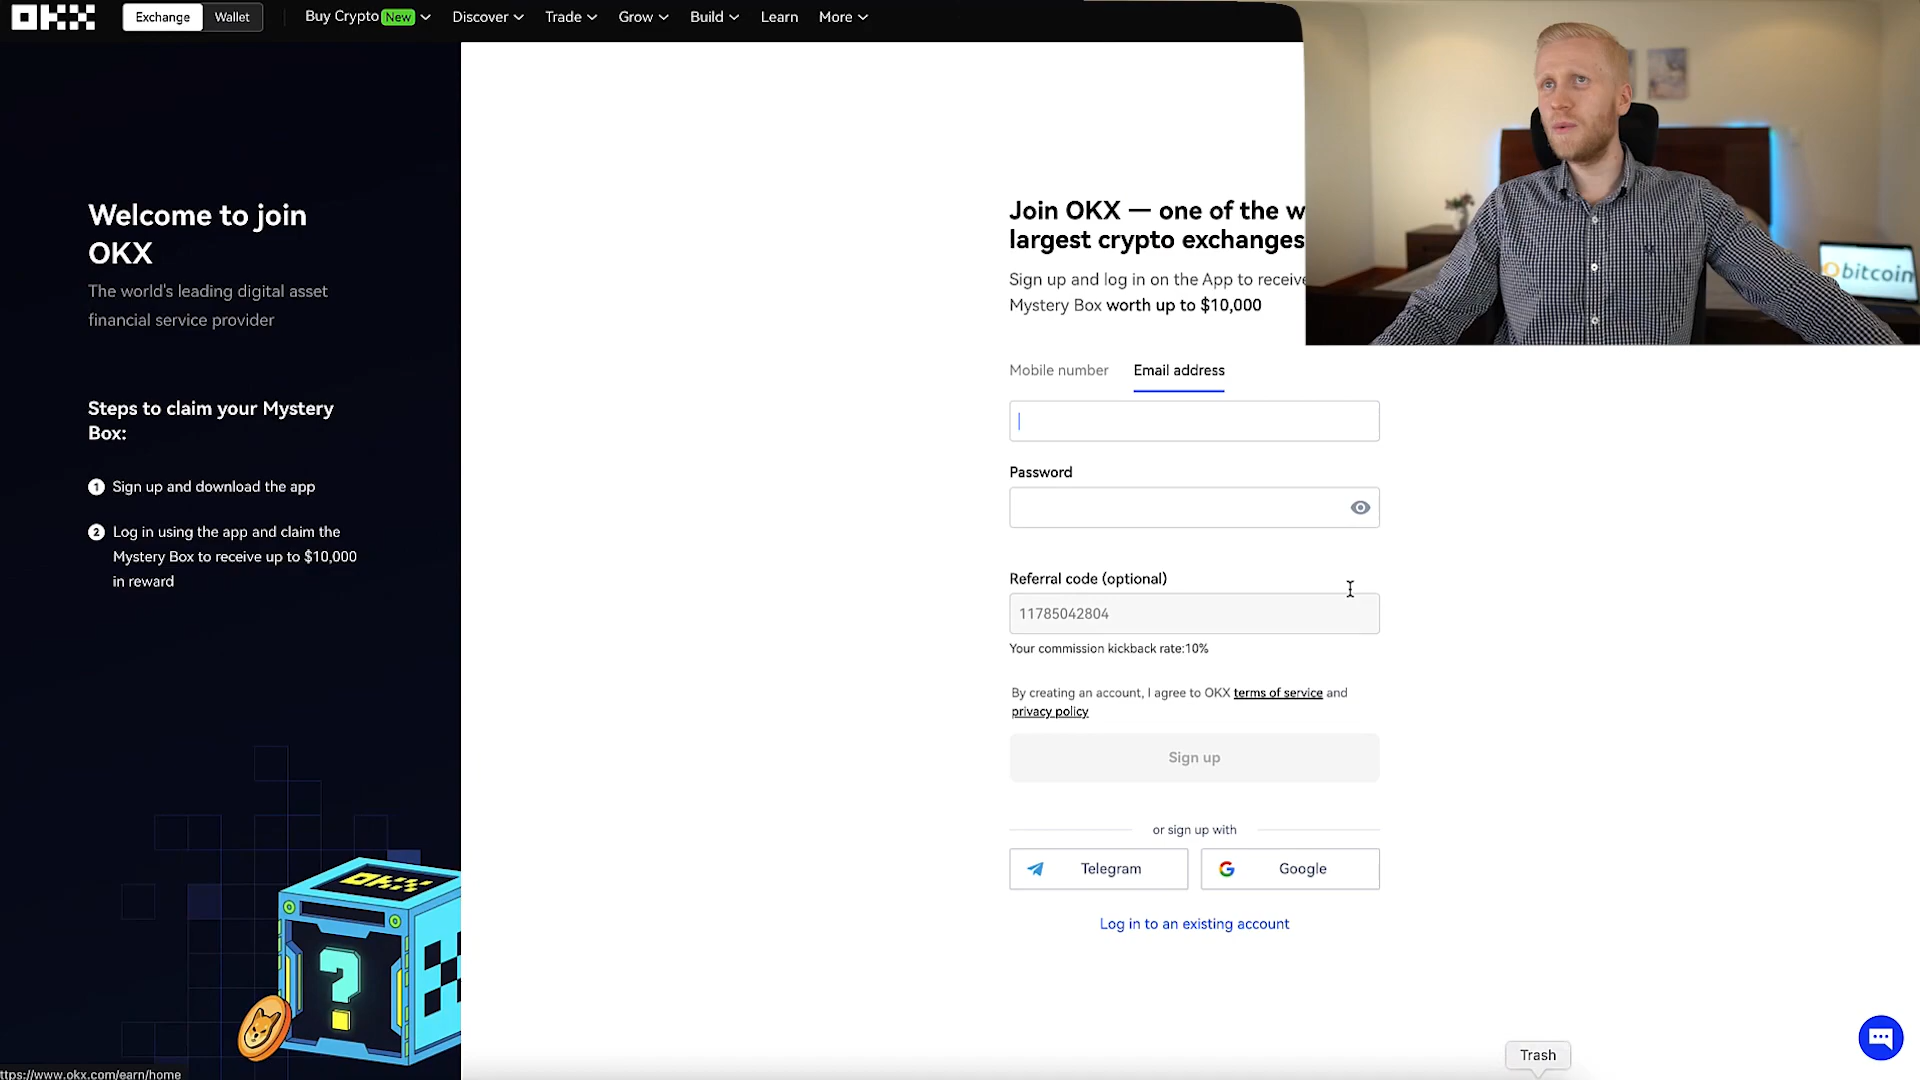 OKX
Exchange
Wallet
Buy Crypto New
Discover
Trade
Grow
Build
Learn
More
Welcome to join
OKX
The world's leading digital asset
financial service provider
Steps to claim your Mystery
Box:
1 Sign up and download the app
2 Log in using the app and claim the
Mystery Box to receive up to $10,000
in reward
OKX
?
Join OKX — one of the w
largest crypto exchanges
Sign up and log in on the App to receive
Mystery Box worth up to $10,000
bitcoin
Mobile number
Email address
Password
Referral code (optional)
11785042804
Your commission kickback rate:10%
By creating an account, I agree to OKX terms of service and
privacy policy
Sign up
or sign up with
Telegram
Google
Log in to an existing account
Trash
ttps://www.okx.com/earn/home